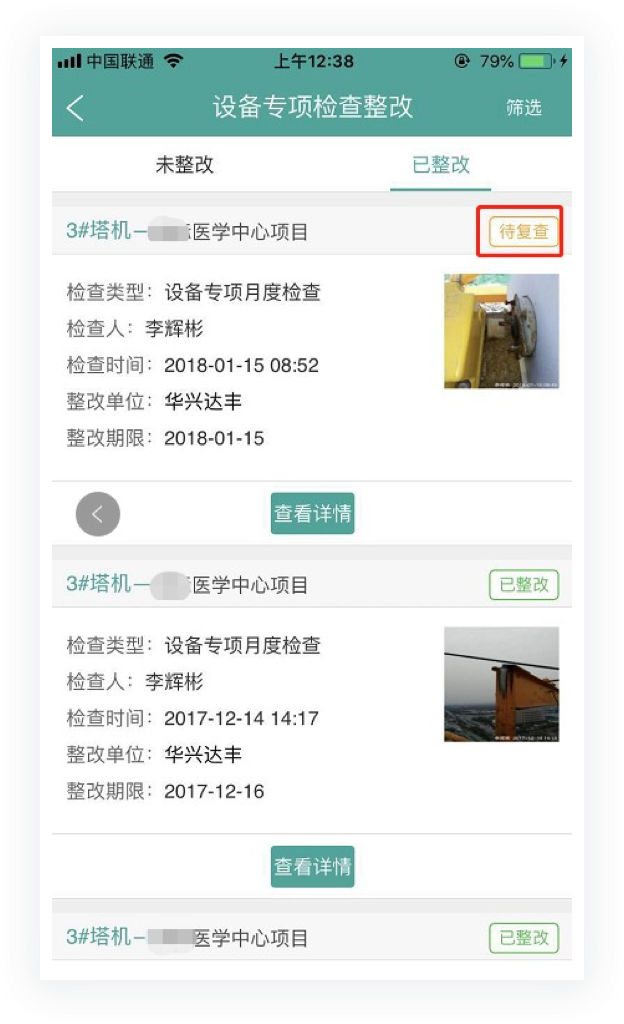 中国联通 上午12:38 79%
设备专项检查整改 筛选
未整改 已整改
3#塔机— 医学中心项目 待复查
检查类型：设备专项月度检查
检查人：李辉彬
检查时间：2018-01-15 08:52
整改单位：华兴达丰
整改期限：2018-01-15
查看详情
3#塔机— 医学中心项目 已整改
检查类型：设备专项月度检查
检查人：李辉彬
检查时间：2017-12-14 14:17
整改单位：华兴达丰
整改期限：2017-12-16
查看详情
3#塔机— 医学中心项目 已整改